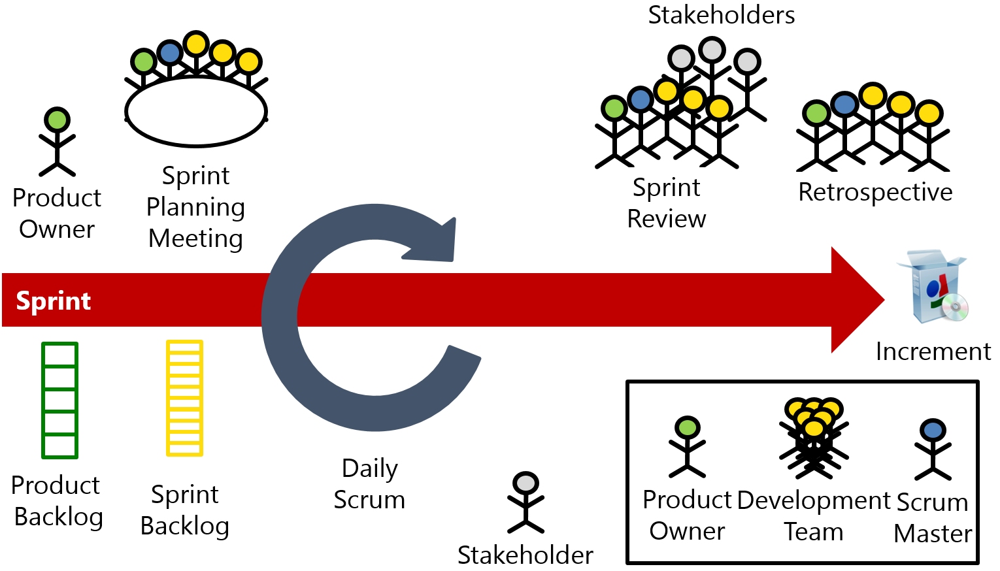 Stakeholders
Product
Owner
Sprint
Planning
Meeting
Sprint
Review
Retrospective
Sprint
Increment
Product
Backlog
Sprint
Backlog
Daily
Scrum
Stakeholder
Product
Owner
Development
Team
Scrum
Master